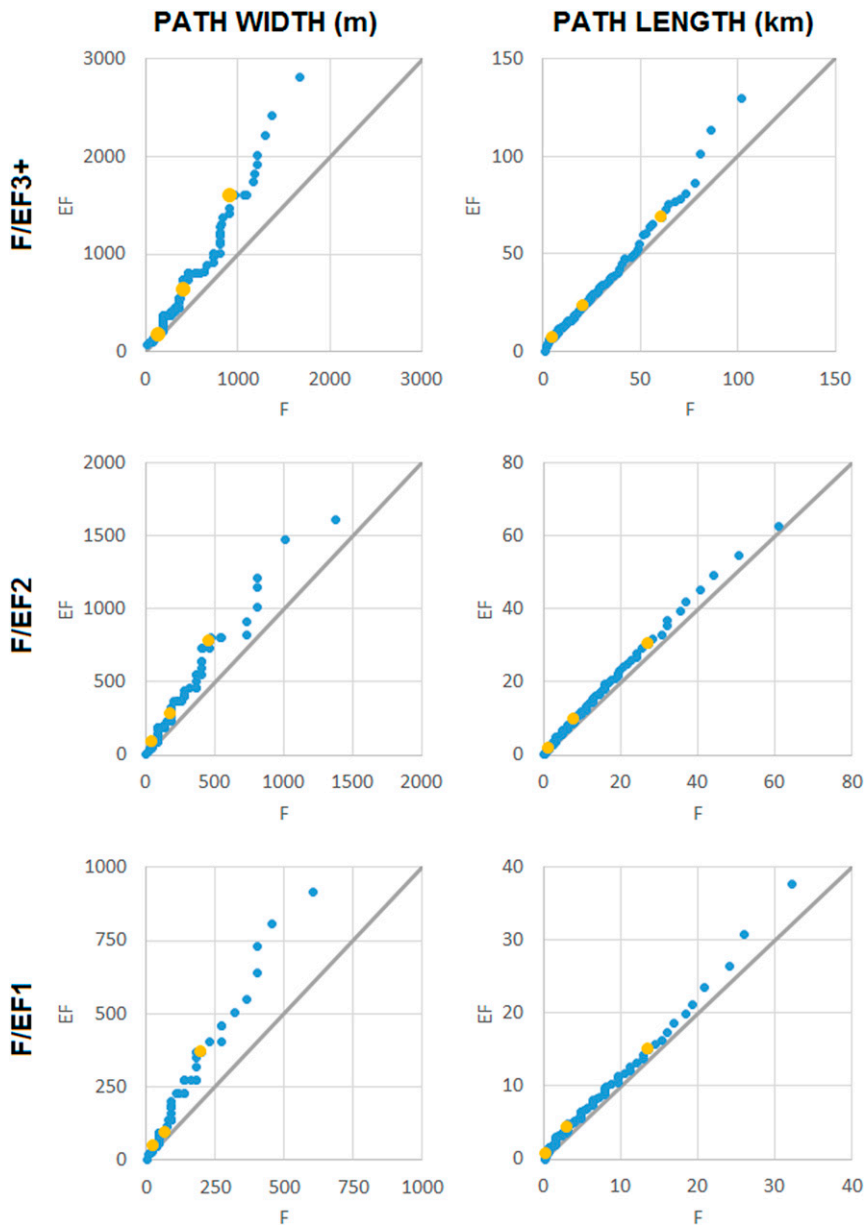 PATH WIDTH (m) PATH LENGTH (km)
F/EF3+
EF
3000
2000
1000
0
0 1000 2000 3000
F
EF
150
100
50
0
0 50 100 150
F
F/EF2
EF
2000
1500
1000
500
0
0 500 1000 1500 2000
F
EF
80
60
40
20
0
0 20 40 60 80
F
F/EF1
EF
1000
750
500
250
0
0 250 500 750 1000
F
EF
40
30
20
10
0
0 10 20 30 40
F